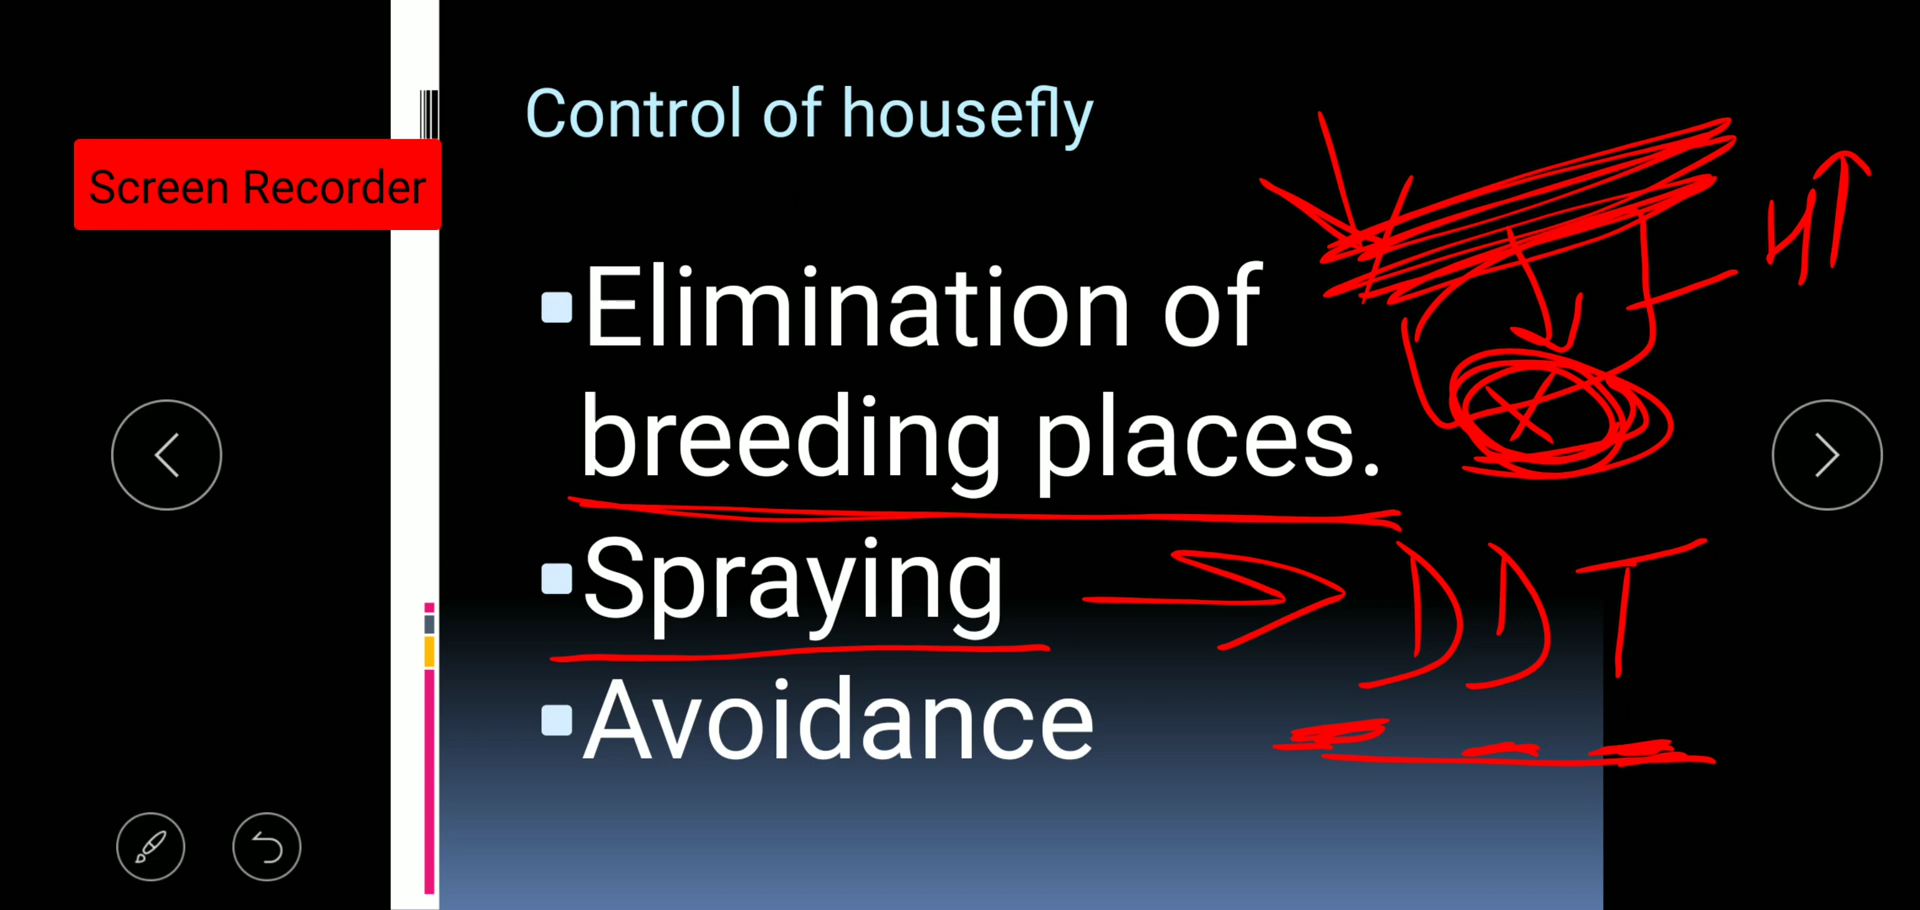 Control of housefly
Screen Recorder
Elimination of
breeding places.
Spraying
DDT
Avoidance